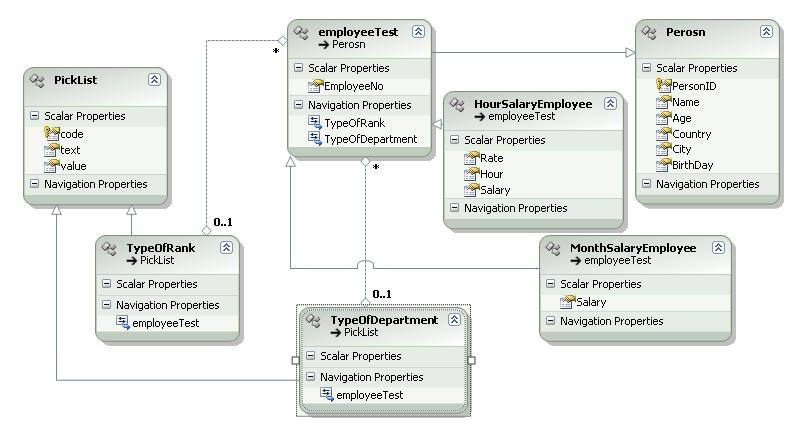 employeeTest
Perosn
Scalar Properties
EmployeeNo
Navigation Properties
TypeOfRank
TypeOfDepartment
*
*
Perosn
Scalar Properties
PersonID
Name
Age
Country
City
BirthDay
Navigation Properties
PickList
Scalar Properties
code
text
value
Navigation Properties
HourSalaryEmployee
employeeTest
Scalar Properties
Rate
Hour
Salary
Navigation Properties
0..1
TypeOfRank
PickList
Scalar Properties
Navigation Properties
employeeTest
MonthSalaryEmployee
employeeTest
Scalar Properties
Salary
Navigation Properties
0..1
TypeOfDepartment
PickList
Scalar Properties
Navigation Properties
employeeTest